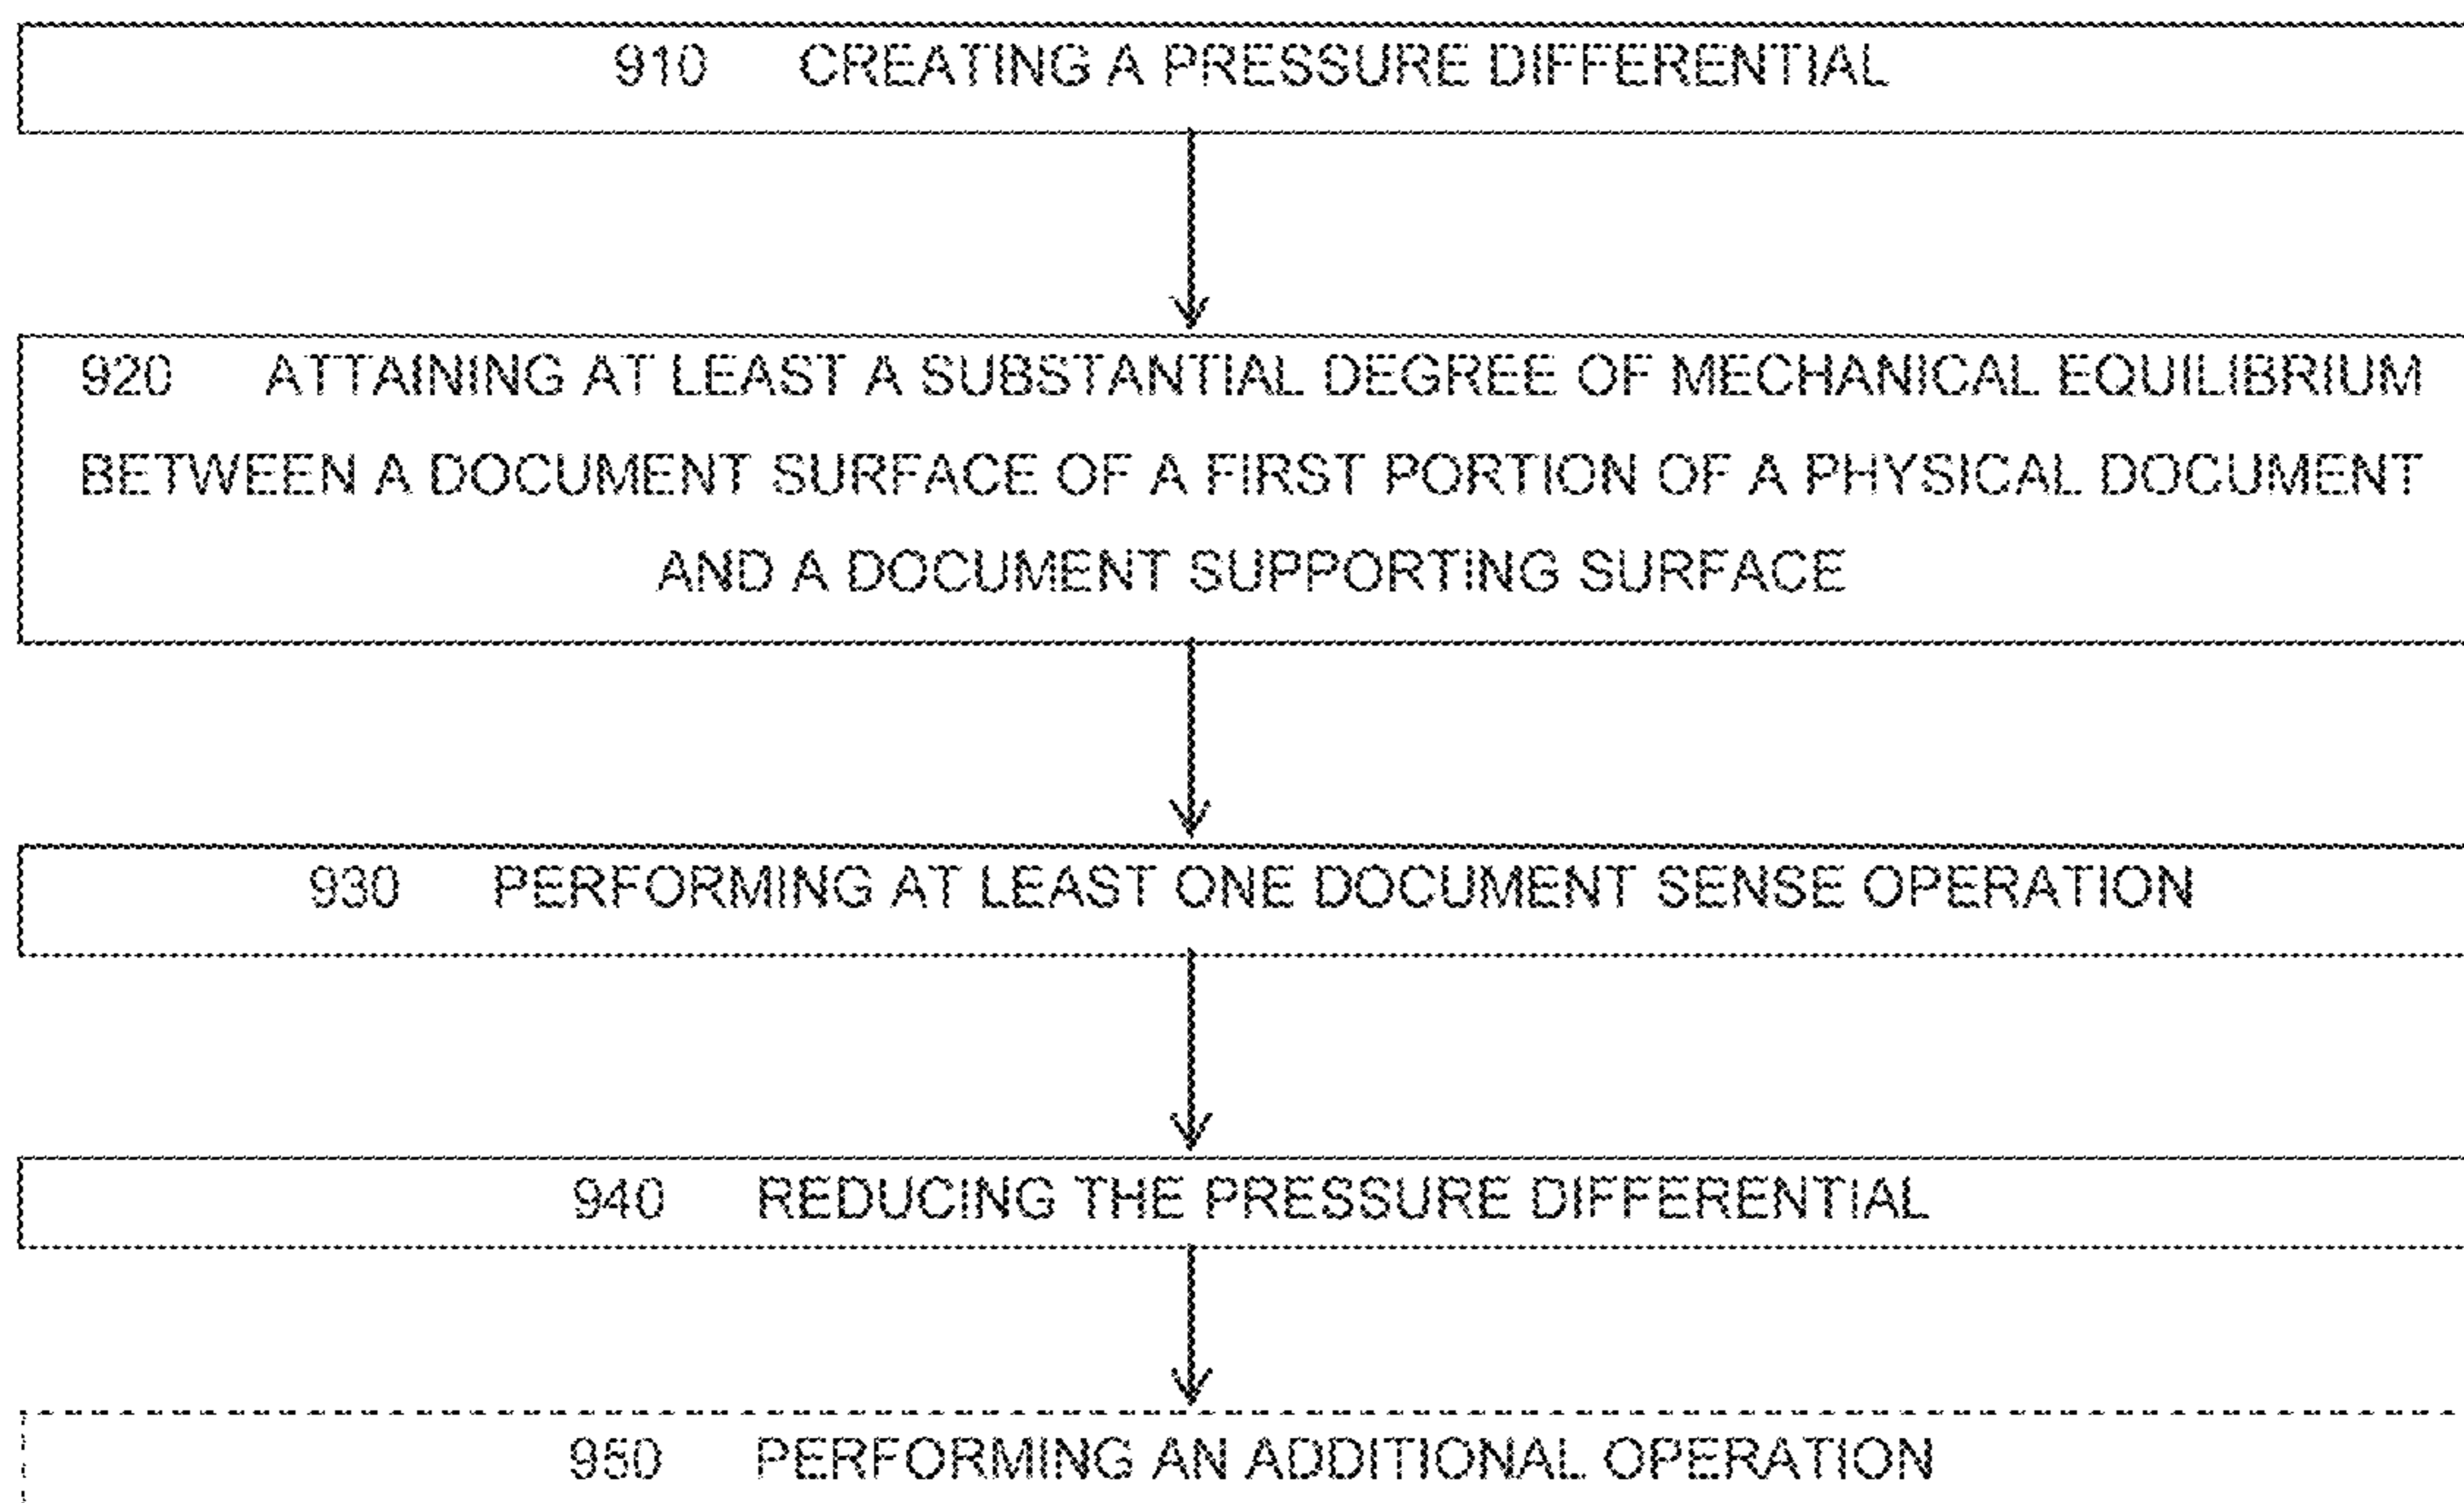 910 CREATING A PRESSURE DIFFERENTIAL
920 ATTAINING AT LEAST A SUBSTANTIAL DEGREE OF MECHANICAL EQUILIBRIUM
BETWEEN A DOCUMENT SURFACE OF A FIRST PORTION OF A PHYSICAL DOCUMENT
AND A DOCUMENT SUPPORTING SURFACE
930 PERFORMING AT LEAST ONE DOCUMENT SENSE OPERATION
940 REDUCING THE PRESSURE DIFFERENTIAL
950 PERFORMING AN ADDITIONAL OPERATION